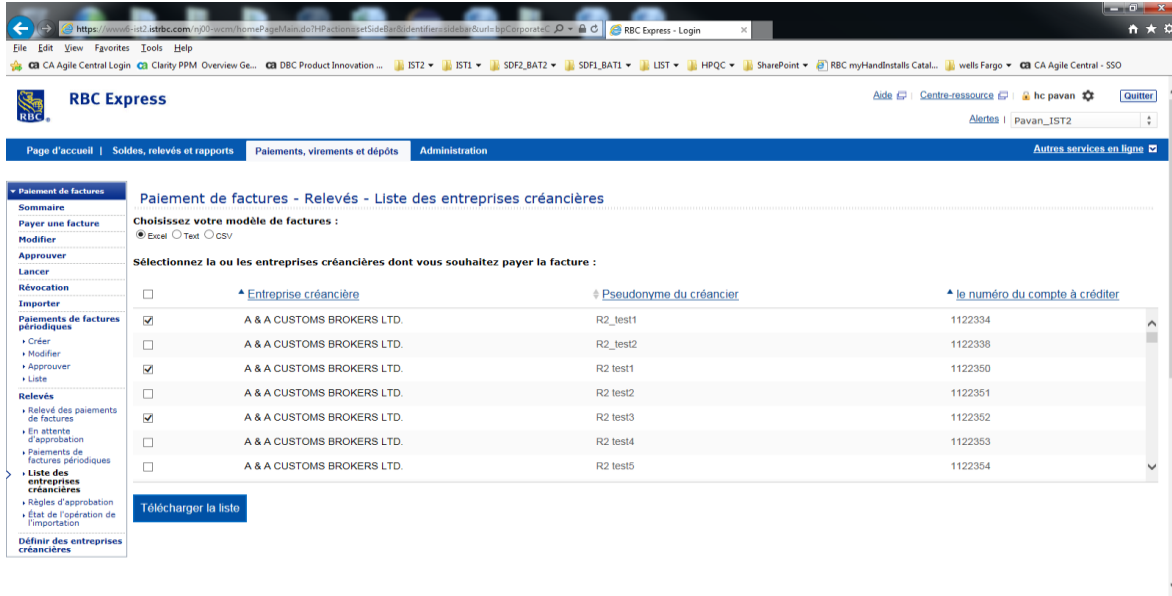 https://www6-ist2.istrbc.com/nj00-wcm/homePageMain.do?HPaction=setSideBar&identifier=sidebar&url=bpCorporateC
RBC Express - Login
File Edit View Favorites Tools Help
CA Agile Central Login
Clarity PPM Overview Ge...
DBC Product Innovation ...
IST2
IST1
SDF2_BAT2
SDF1_BAT1
LIST
HPQC
SharePoint
RBC myHandInstalls Catal...
wells Fargo
CA Agile Central - SSO
RBC
RBC Express
Aide | Centre-ressource | hc pavan
Quitter
Alertes | Pavan_IST2
Page d'accueil | Soldes, relevés et rapports
Paiements, virements et dépôts
Administration
Autres services en ligne
Paiement de factures
Sommaire
Payer une facture
Modifier
Approuver
Lancer
Révocation
Importer
Paiements de factures
périodiques
Créer
Modifier
Approuver
Liste
Relevés
Relevé des paiements
de factures
En attente
d'approbation
Paiements de
factures périodiques
Liste des
entreprises
créancières
Règles d'approbation
État de l'opération de
l'importation
Définir des entreprises
créancières
Paiement de factures - Relevés - Liste des entreprises créancières
Choisissez votre modèle de factures :
Excel Text CSV
Sélectionnez la ou les entreprises créancières dont vous souhaitez payer la facture :
Entreprise créancière Pseudonyme du créancier le numéro du compte à créditer
A & A CUSTOMS BROKERS LTD. R2_test1 1122334
A & A CUSTOMS BROKERS LTD. R2_test2 1122338
A & A CUSTOMS BROKERS LTD. R2 test1 1122350
A & A CUSTOMS BROKERS LTD. R2 test2 1122351
A & A CUSTOMS BROKERS LTD. R2 test3 1122352
A & A CUSTOMS BROKERS LTD. R2 test4 1122353
A & A CUSTOMS BROKERS LTD. R2 test5 1122354
Télécharger la liste